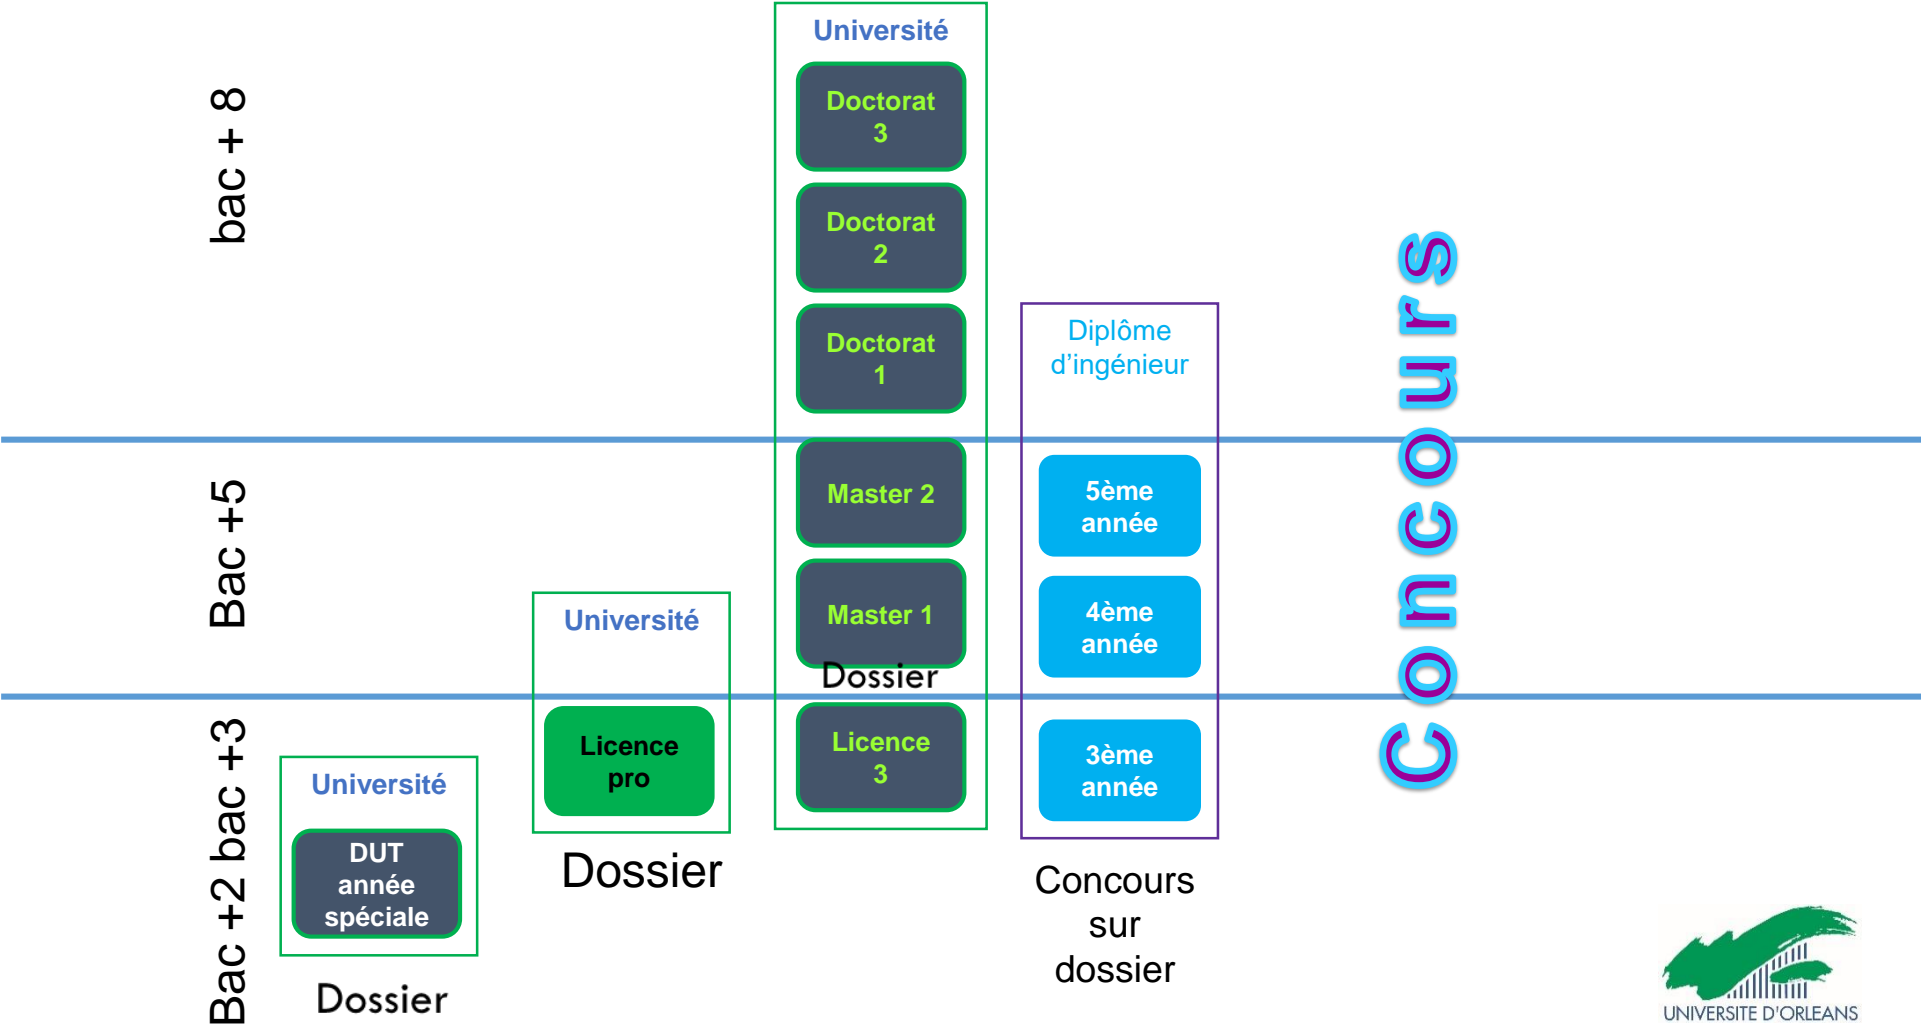 bac + 8
Bac +5
Bac +2 bac +3
Université
DUT
année
spéciale
Dossier
Université
Licence
pro
Dossier
Université
Doctorat
3
Doctorat
2
Doctorat
1
Master 2
Master 1
Dossier
Licence
3
Diplôme
d’ingénieur
5ème
année
4ème
année
3ème
année
Concours
sur
dossier
Concours
UNIVERSITE D'ORLEANS